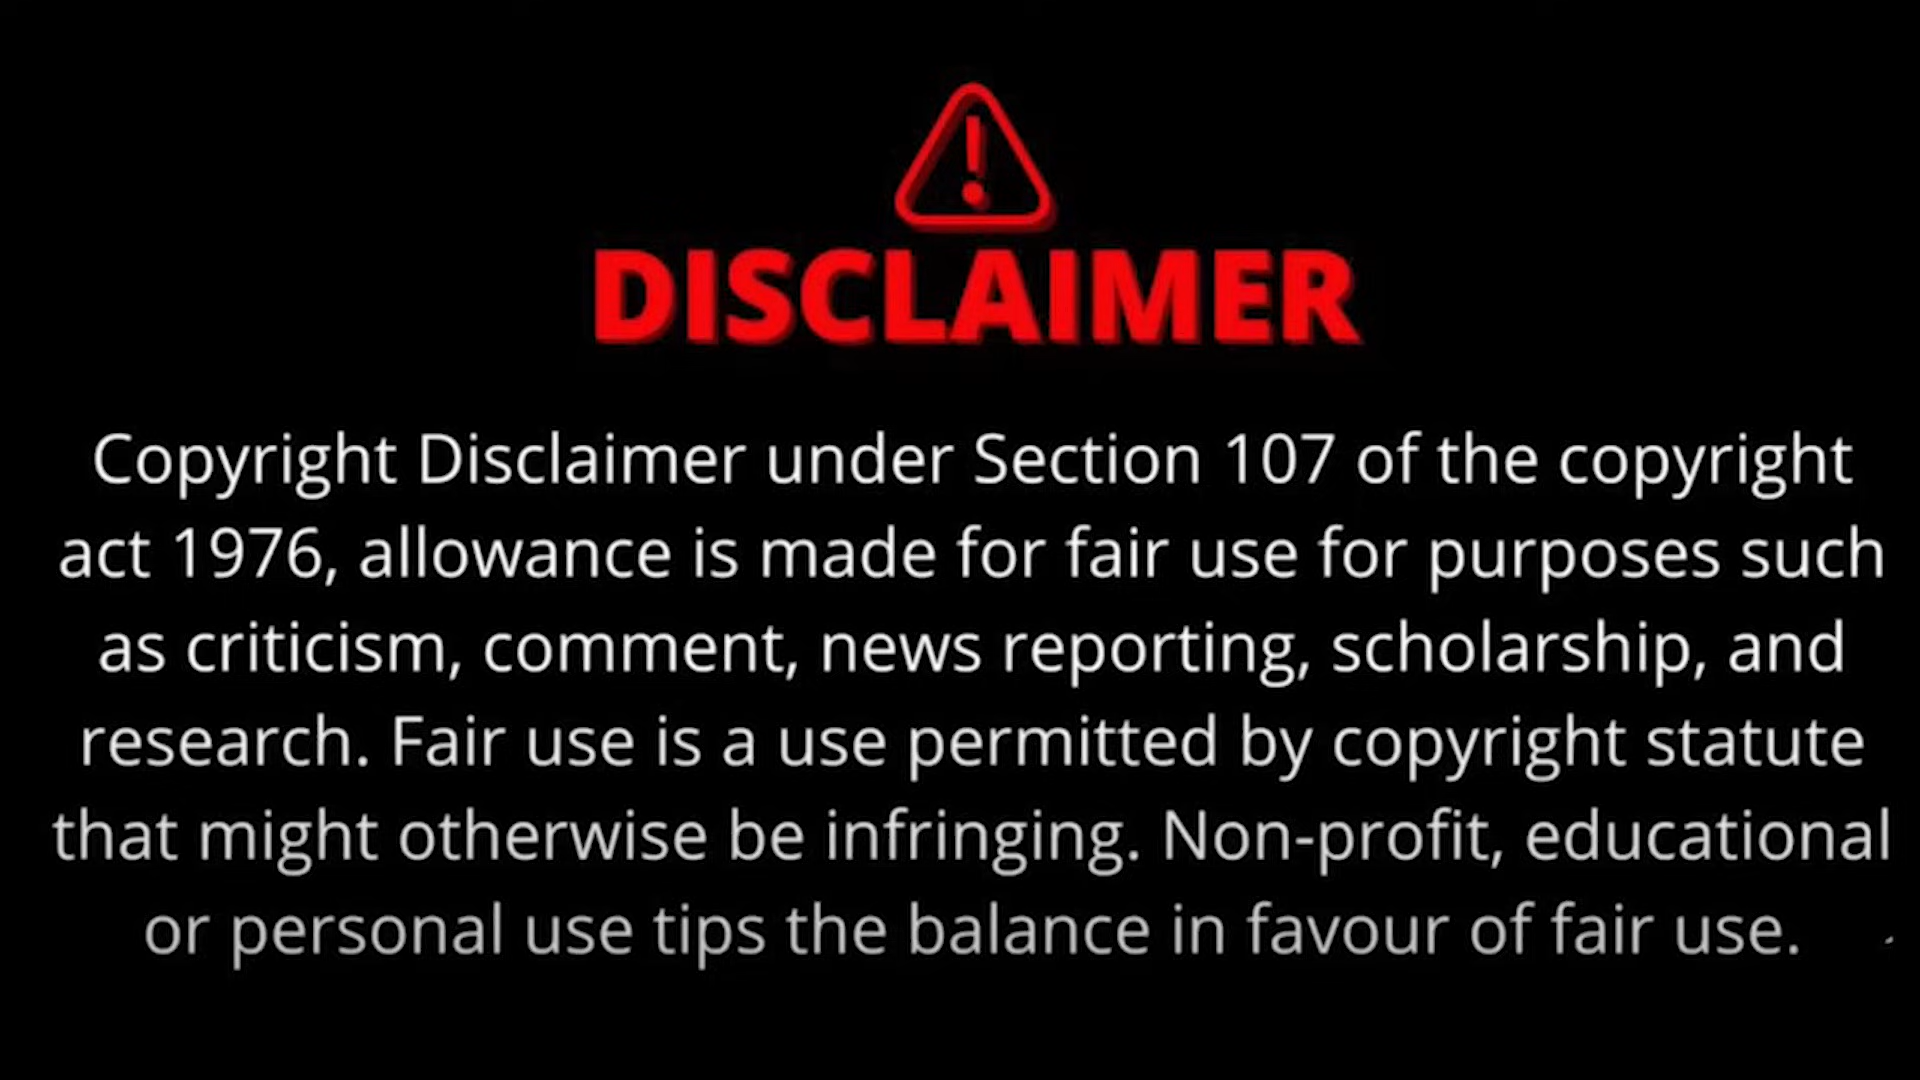 DISCLAIMER
Copyright Disclaimer under Section 107 of the copyright
act 1976, allowance is made for fair use for purposes such
as criticism, comment, news reporting, scholarship, and
research. Fair use is a use permitted by copyright statute
that might otherwise be infringing. Non-profit, educational
or personal use tips the balance in favour of fair use.